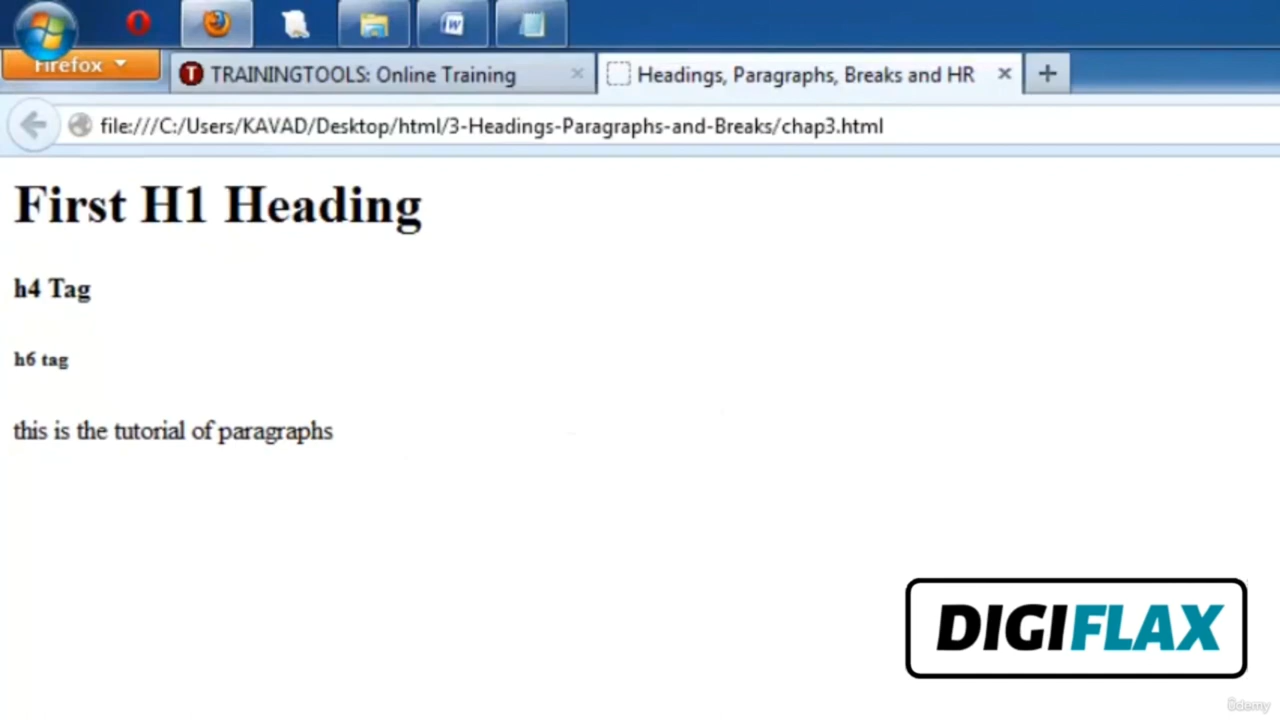 Firefox
TRAININGTOOLS: Online Training
Headings, Paragraphs, Breaks and HR
file:///C:/Users/KAVAD/Desktop/html/3-Headings-Paragraphs-and-Breaks/chap3.html
First H1 Heading
h4 Tag
h6 tag
this is the tutorial of paragraphs
DIGIFLAX
ûdemy